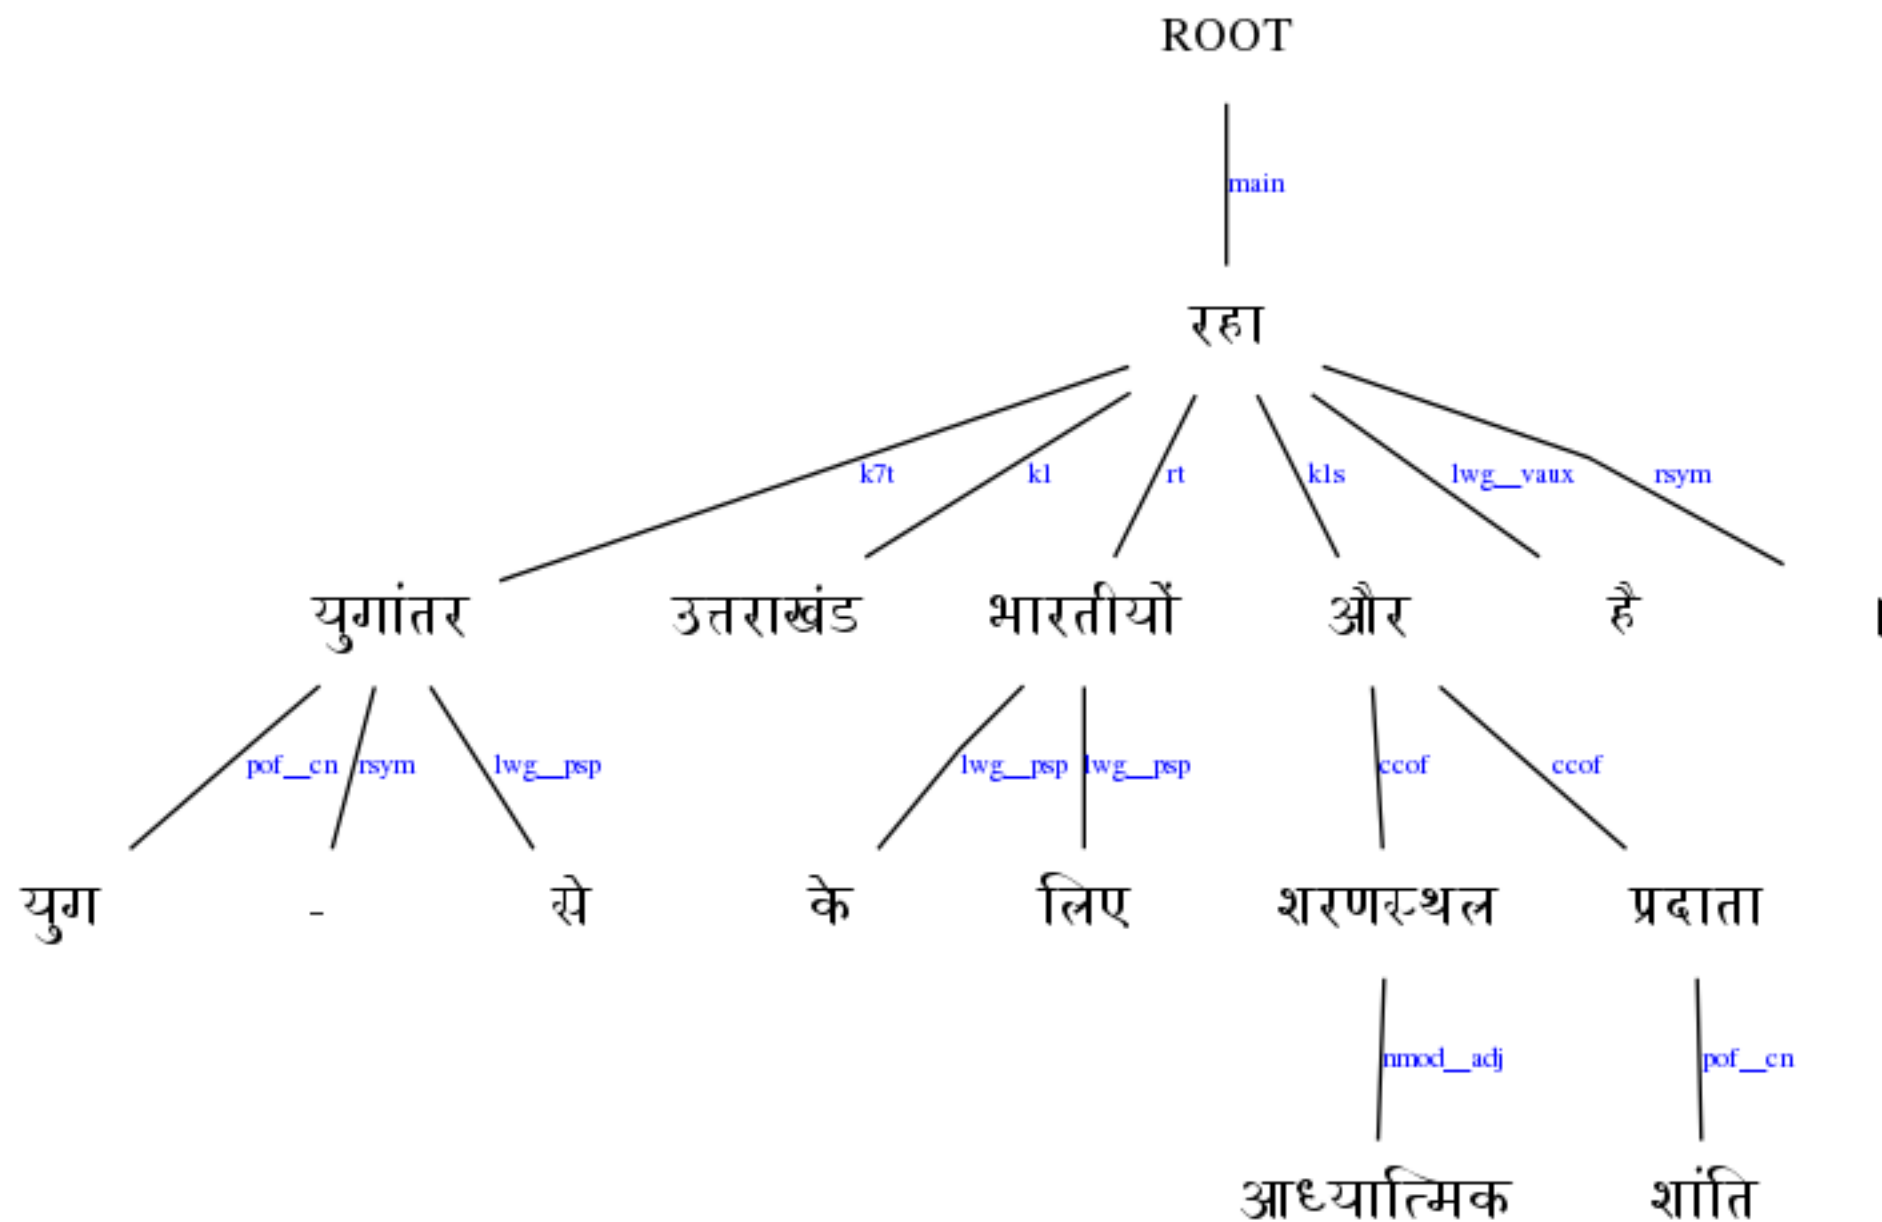 ROOT
main
रहा
k7t k1 rt k1s lwg__vaux rsym
युगांतर उत्तराखंड भारतीयों और है
pof__cn rsym lwg__psp lwg__psp lwg__psp ccof ccof
युग - से के लिए शरणस्थल प्रदाता
nmod__adj pof__cn
आध्यात्मिक शांति